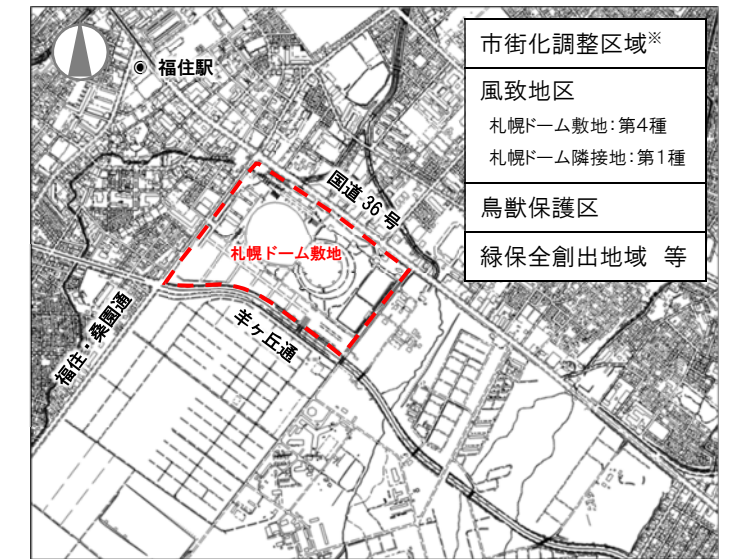 福住駅
国道 36 号
札幌ドーム敷地
羊ヶ丘通
福住・桑園通
市街化調整区域※
風致地区
札幌ドーム敷地：第4種
札幌ドーム隣接地：第1種
鳥獣保護区
緑保全創出地域 等